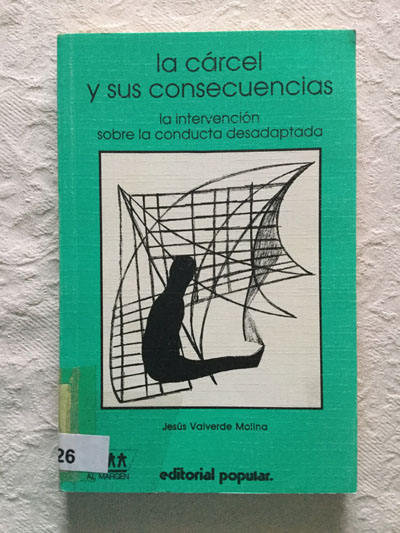 la cárcel
y sus consecuencias
la intervención
sobre la conducta desadaptada
Jesús Valverde Molina
26
AL MARGEN
editorial popular.